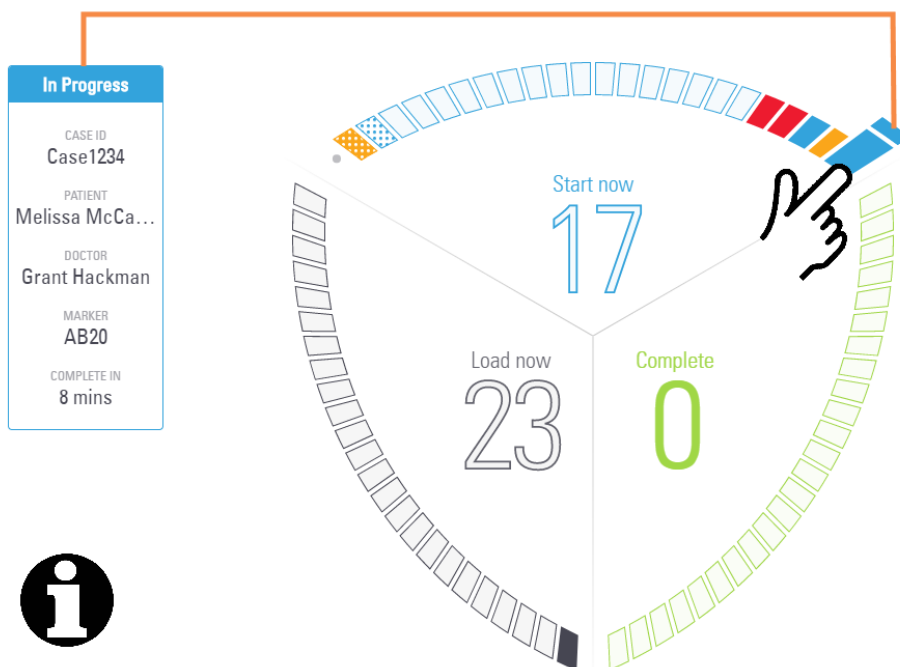 In Progress
CASE ID
Case1234
PATIENT
Melissa McCa...
DOCTOR
Grant Hackman
MARKER
AB20
COMPLETE IN
8 mins
Start now
17
Load now
23
Complete
0
i